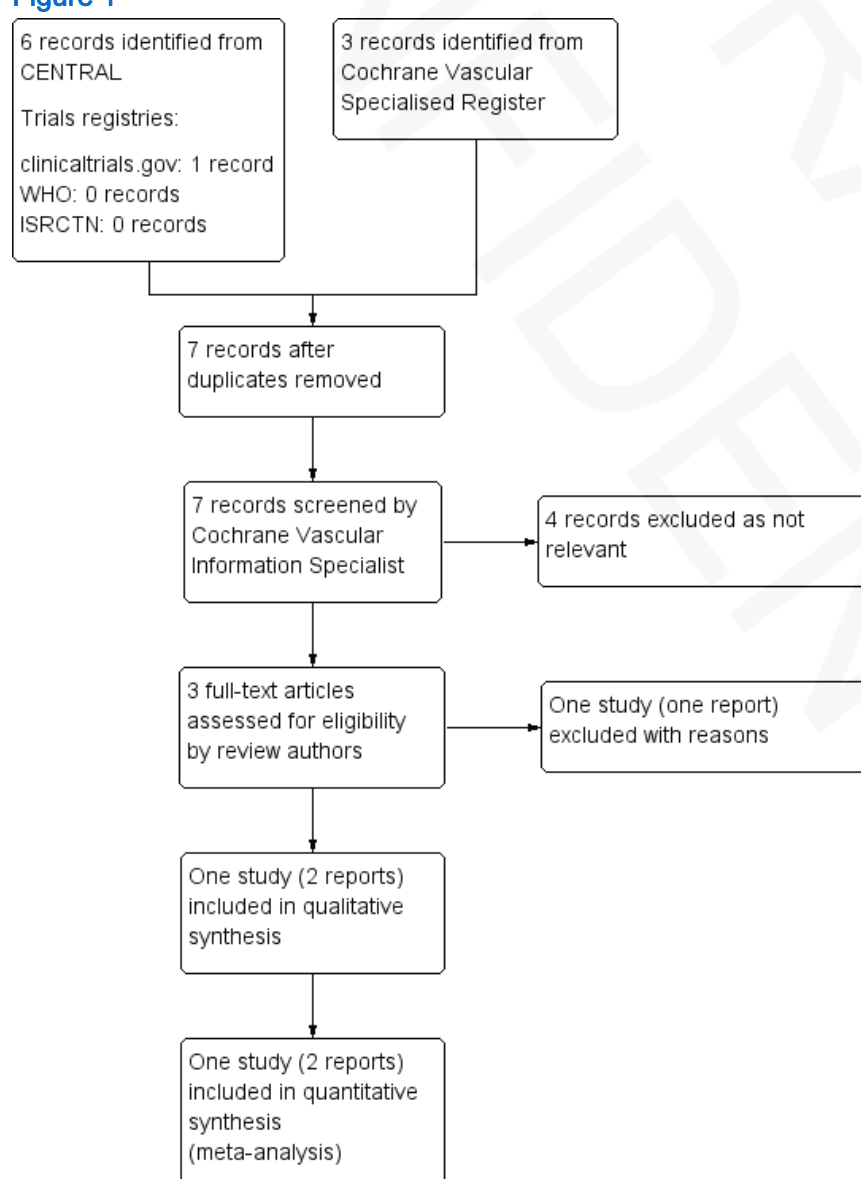 Figure 1
6 records identified from
CENTRAL
Trials registries:
clinicaltrials.gov: 1 record
WHO: 0 records
ISRCTN: 0 records
3 records identified from
Cochrane Vascular
Specialised Register
7 records after
duplicates removed
7 records screened by
Cochrane Vascular
Information Specialist
4 records excluded as not
relevant
3 full-text articles
assessed for eligibility
by review authors
One study (one report)
excluded with reasons
One study (2 reports)
included in qualitative
synthesis
One study (2 reports)
included in quantitative
synthesis
(meta-analysis)